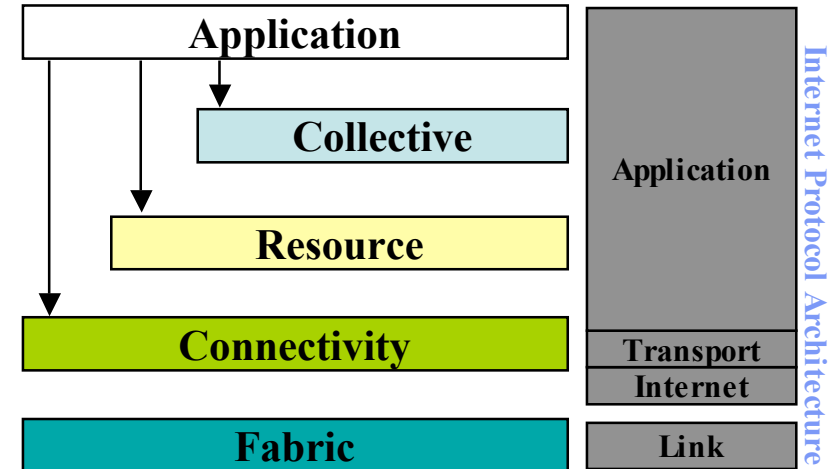 Application
Collective
Resource
Connectivity
Fabric
Application
Transport
Internet
Link
Internet Protocol Architecture